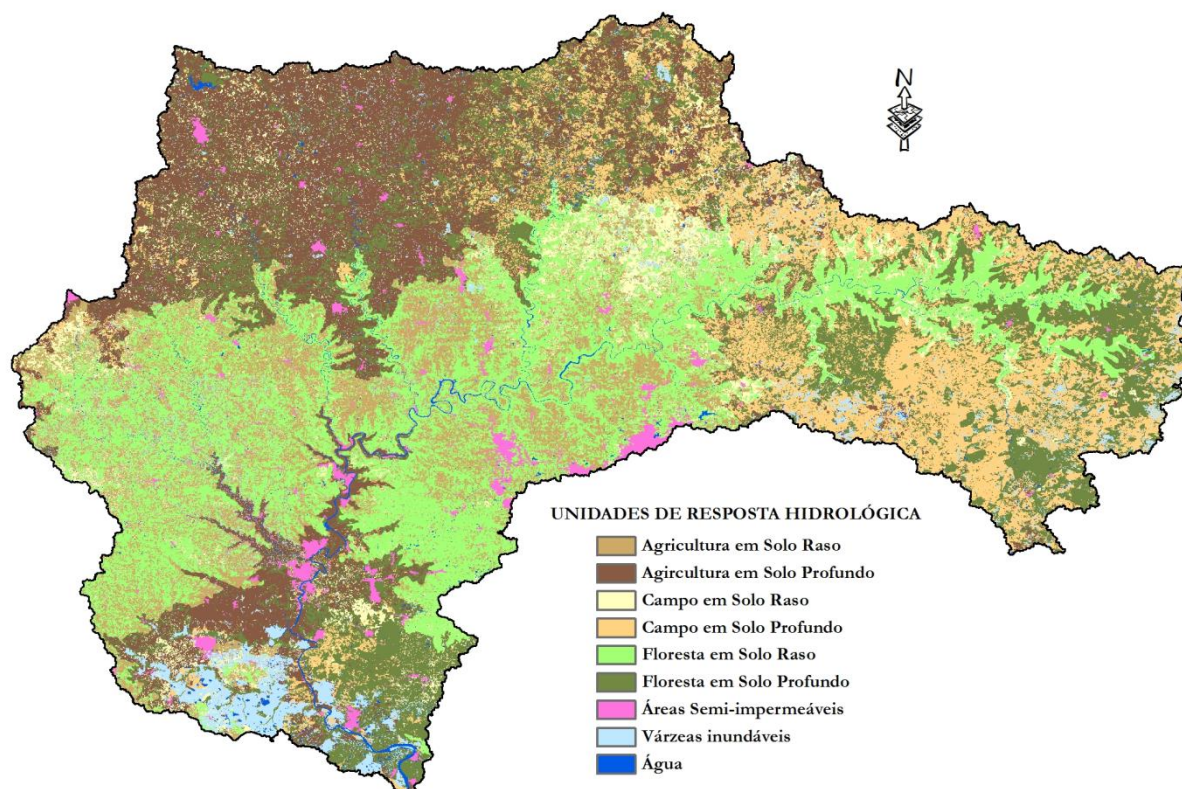 N
UNIDADES DE RESPOSTA HIDROLÓGICA
Agricultura em Solo Raso
Agircultura em Solo Profundo
Campo em Solo Raso
Campo em Solo Profundo
Floresta em Solo Raso
Floresta em Solo Profundo
Áreas Semi-impermeáveis
Várzeas inundáveis
Água